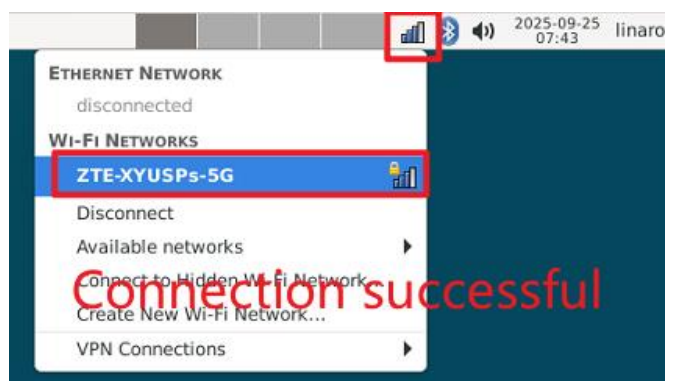 2025-09-25
07:43
linaro
ETHERNET NETWORK
disconnected
WI-FI NETWORKS
ZTE-XYUSPs-5G
Disconnect
Available networks
Connect to Hidden Wi-Fi Network...
Connection successful
Create New Wi-Fi Network...
VPN Connections